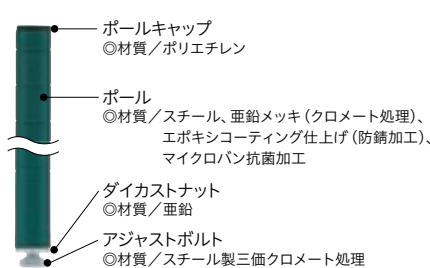 ポールキャップ
◎材質／ポリエチレン
ポール
◎材質／スチール、亜鉛メッキ（クロメート処理）、
エポキシコーティング仕上げ（防錆加工）、
マイクロバン抗菌加工
ダイカストナット
◎材質／亜鉛
アジャストボルト
◎材質／スチール製三価クロメート処理